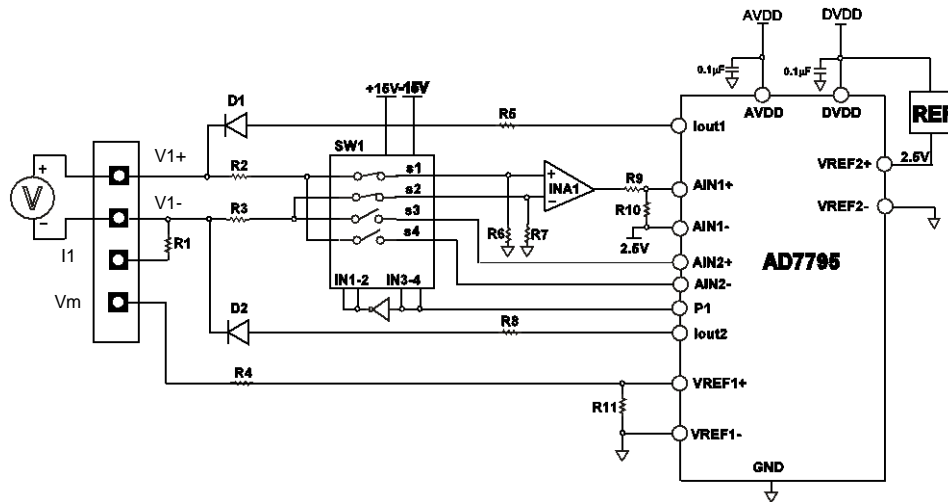 AVDD
DVDD
0.1µF
0.1µF
+15V
-15V
AVDD
DVDD
REF
D1
R5
Iout1
SW1
2.5V
VREF2+
V1+
R2
s1
+
INA1
R9
AIN1+
+
V
V1-
R3
s2
−
R10
VREF2-
−
s3
R6
R7
AIN1-
R1
s4
2.5V
I1
AIN2+
AD7795
IN1-2
IN3-4
AIN2-
Vm
P1
D2
R8
Iout2
R4
VREF1+
R11
VREF1-
GND